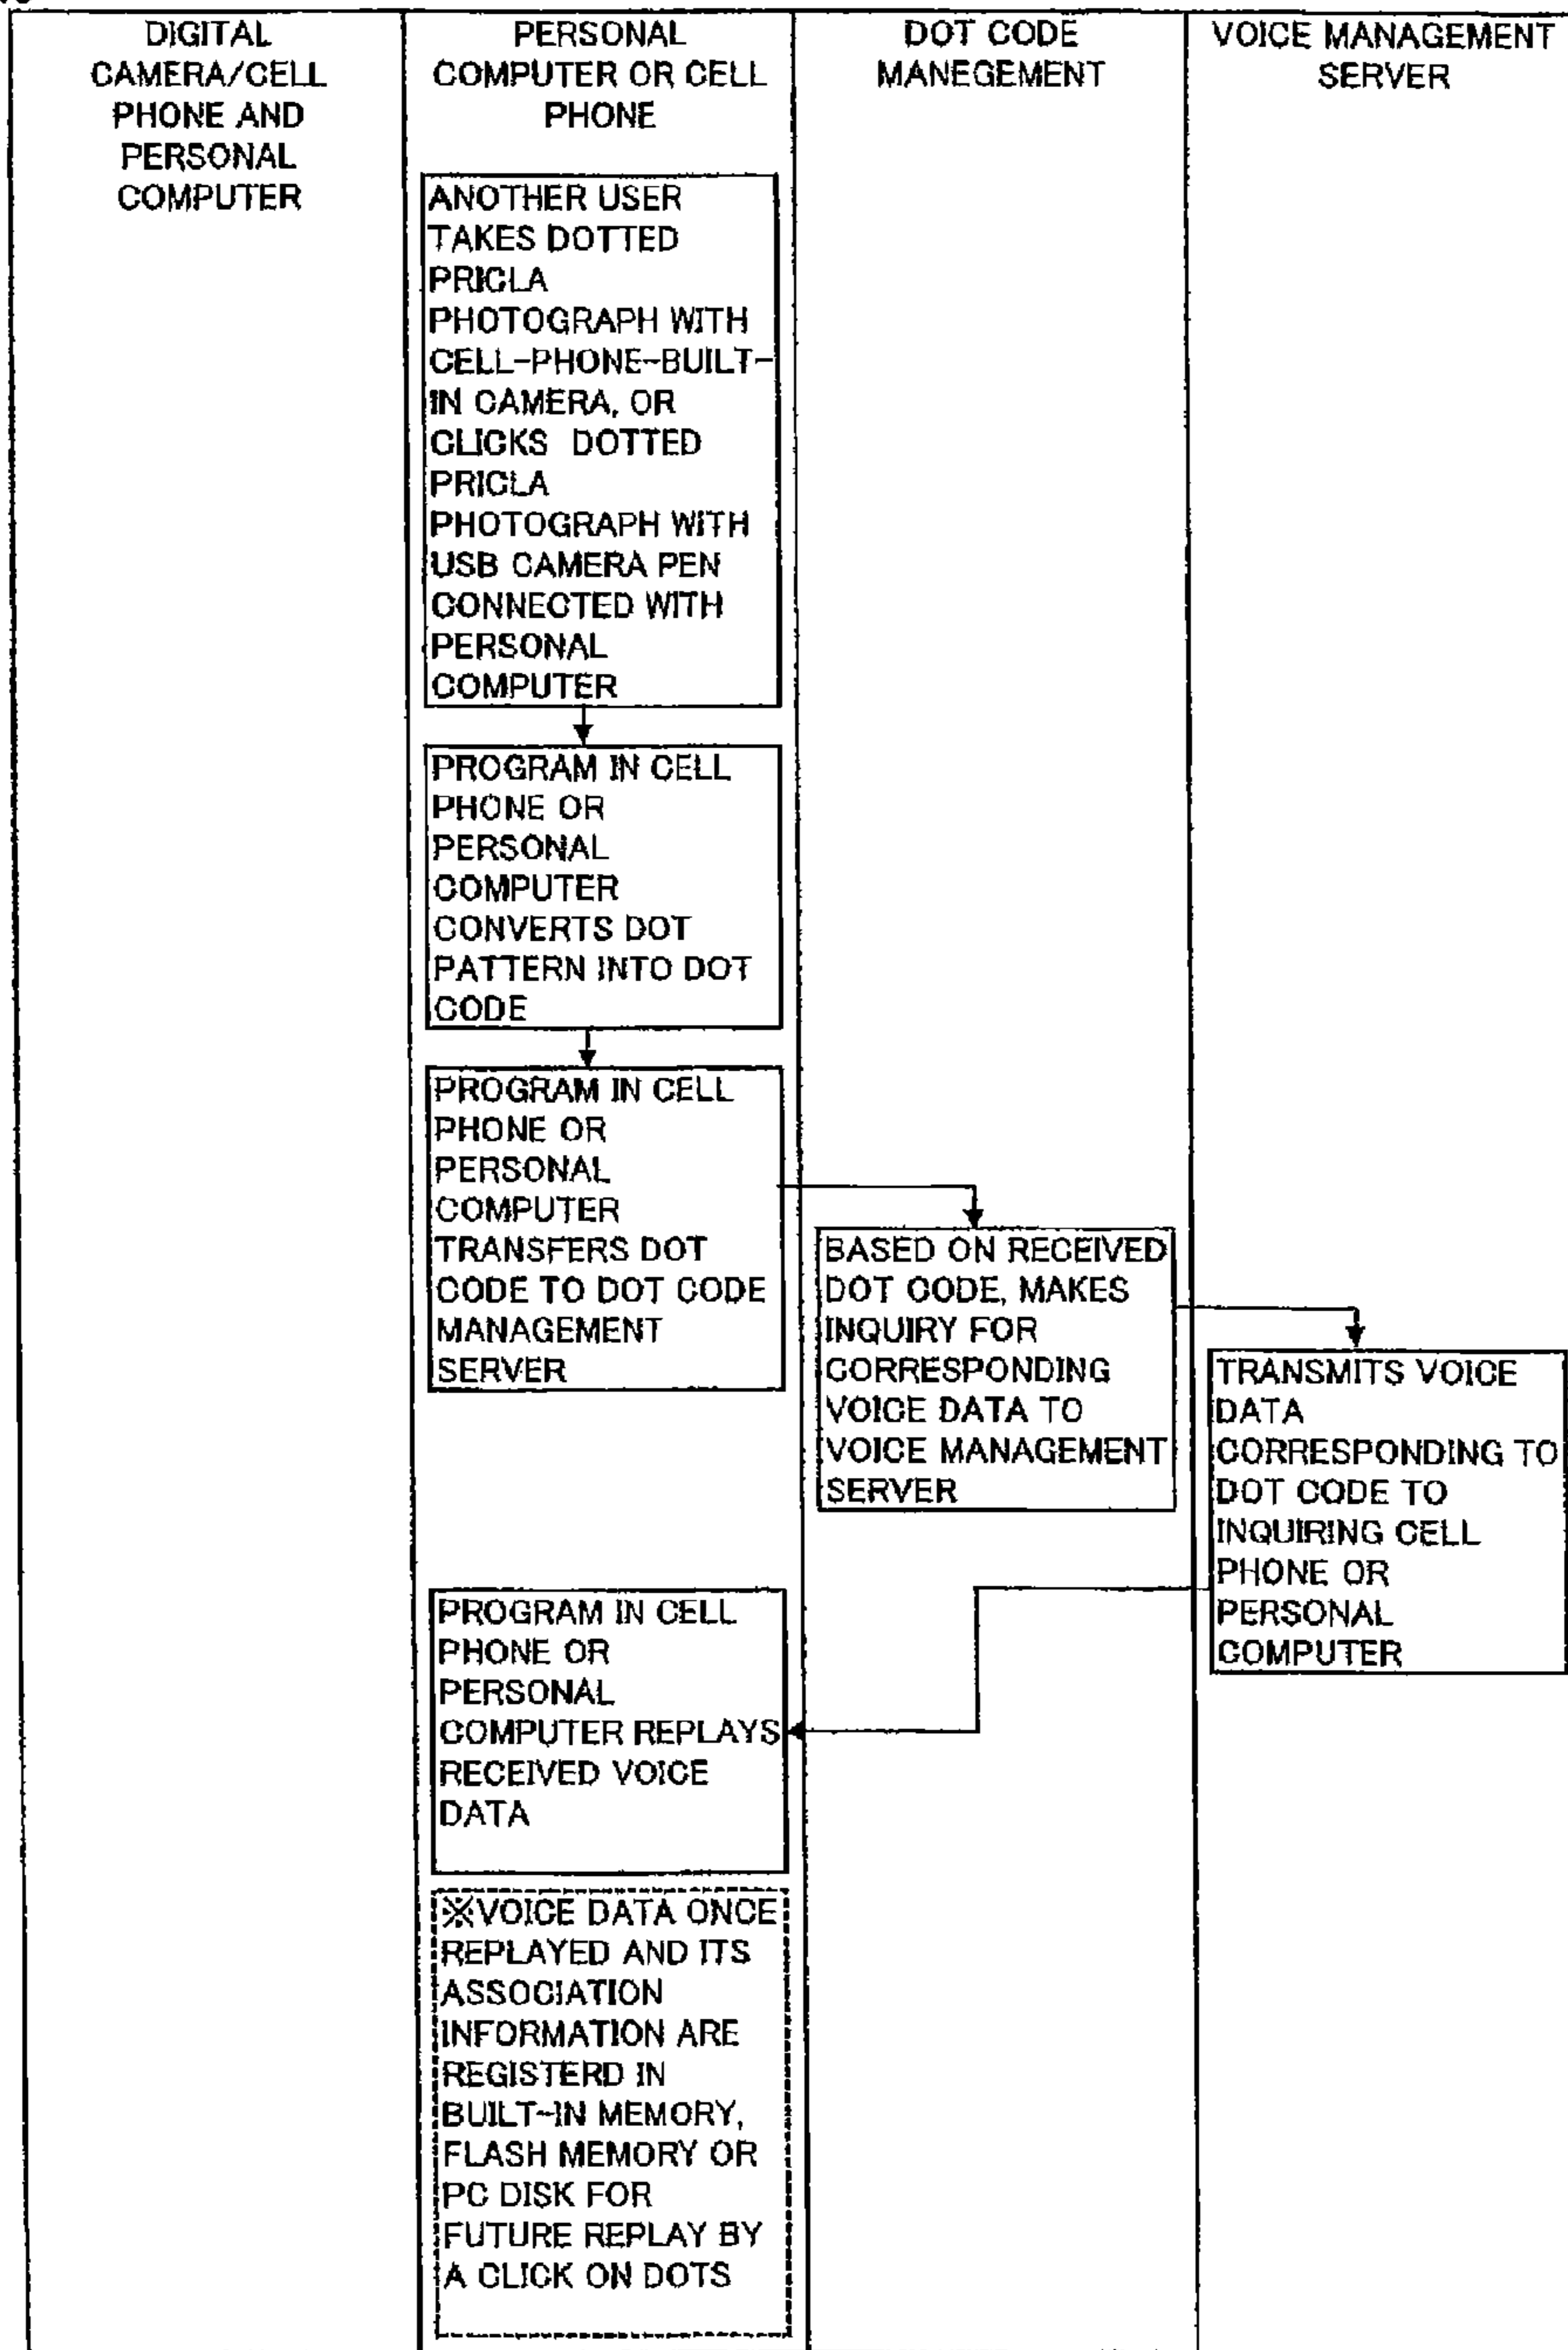 DIGITAL
CAMERA/CELL
PHONE AND
PERSONAL
COMPUTER
PERSONAL
COMPUTER OR CELL
PHONE
DOT CODE
MANEGEMENT
VOICE MANAGEMENT
SERVER
ANOTHER USER
TAKES DOTTED
PRICLA
PHOTOGRAPH WITH
CELL-PHONE-BUILT-
IN CAMERA, OR
CLICKS DOTTED
PRICLA
PHOTOGRAPH WITH
USB CAMERA PEN
CONNECTED WITH
PERSONAL
COMPUTER
PROGRAM IN CELL
PHONE OR
PERSONAL
COMPUTER
CONVERTS DOT
PATTERN INTO DOT
CODE
PROGRAM IN CELL
PHONE OR
PERSONAL
COMPUTER
TRANSFERS DOT
CODE TO DOT CODE
MANAGEMENT
SERVER
BASED ON RECEIVED
DOT CODE, MAKES
INQUIRY FOR
CORRESPONDING
VOICE DATA TO
VOICE MANAGEMENT
SERVER
TRANSMITS VOICE
DATA
CORRESPONDING TO
DOT CODE TO
INQUIRING CELL
PHONE OR
PERSONAL
COMPUTER
PROGRAM IN CELL
PHONE OR
PERSONAL
COMPUTER REPLAYS
RECEIVED VOICE
DATA
※VOICE DATA ONCE
REPLAYED AND ITS
ASSOCIATION
INFORMATION ARE
REGISTERD IN
BUILT-IN MEMORY,
FLASH MEMORY OR
PC DISK FOR
FUTURE REPLAY BY
A CLICK ON DOTS